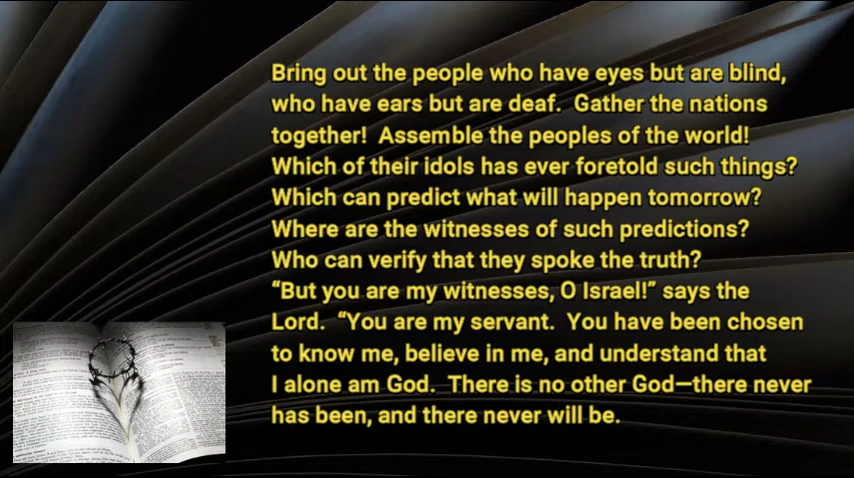 Bring out the people who have eyes but are blind,
who have ears but are deaf.  Gather the nations
together!  Assemble the peoples of the world!
Which of their idols has ever foretold such things?
Which can predict what will happen tomorrow?
Where are the witnesses of such predictions?
Who can verify that they spoke the truth?
“But you are my witnesses, O Israel!” says the
Lord.  “You are my servant.  You have been chosen
to know me, believe in me, and understand that
I alone am God.  There is no other God—there never
has been, and there never will be.